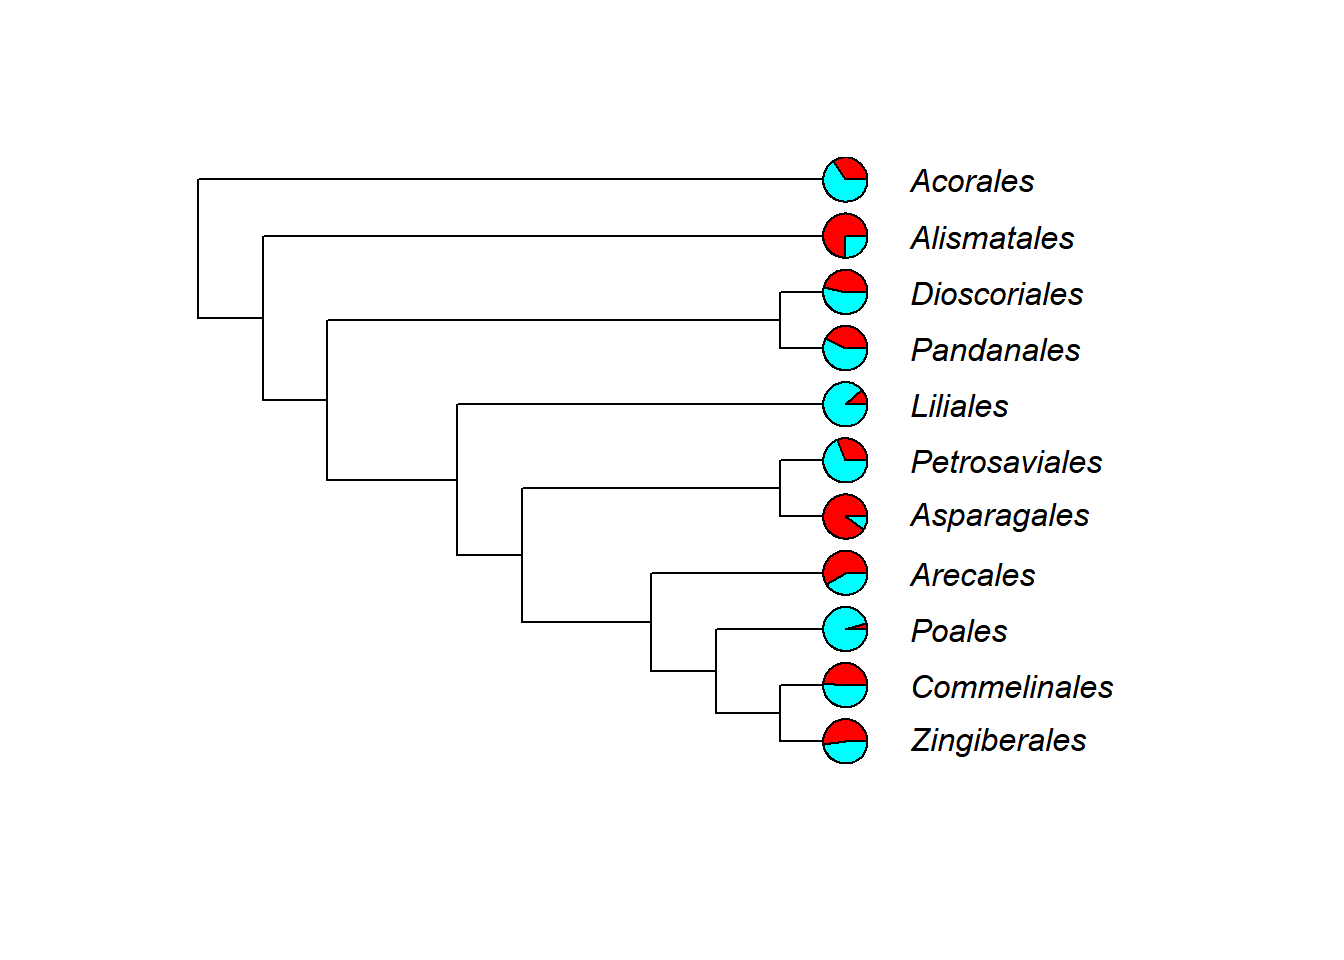 Acorales
Alismatales
Dioscoriales
Pandanales
Liliales
Petrosaviales
Asparagales
Arecales
Poales
Commelinales
Zingiberales